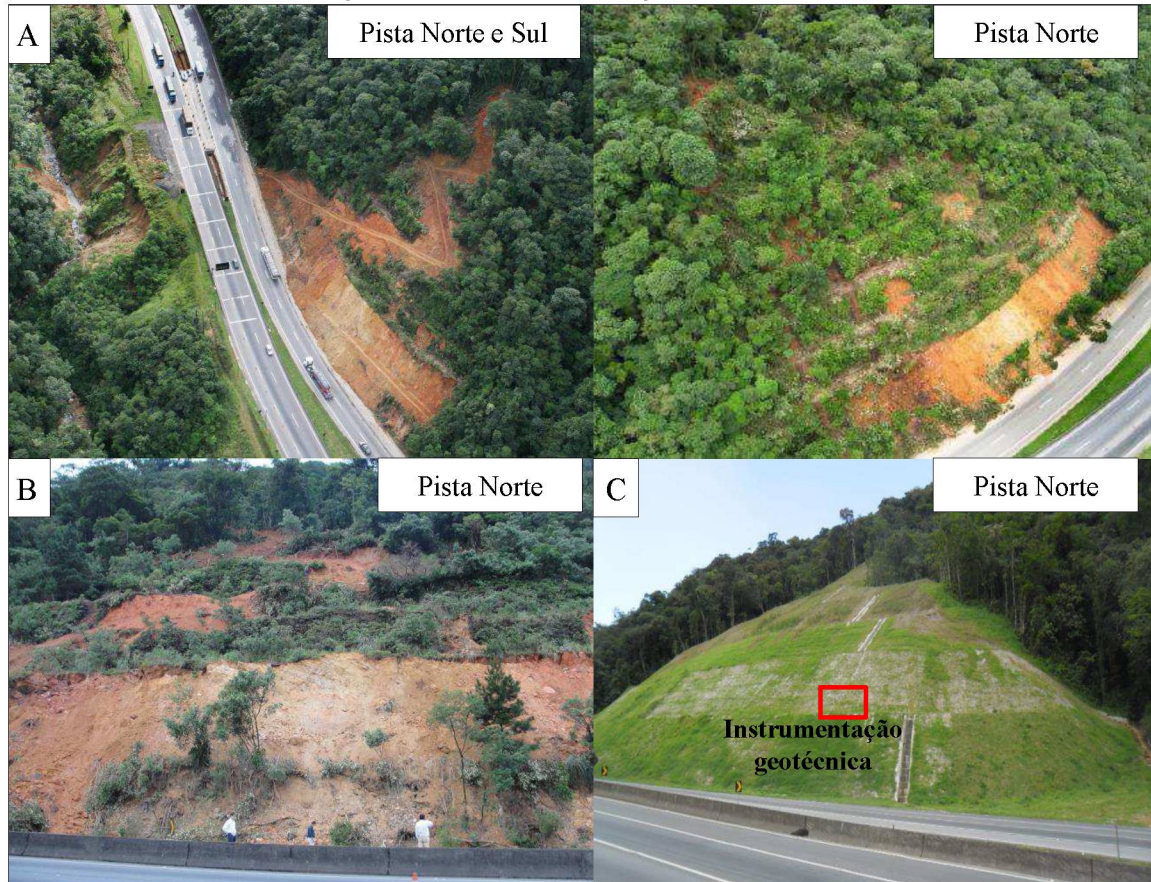 A
Pista Norte e Sul
Pista Norte
B
Pista Norte
C
Pista Norte
Instrumentação
geotécnica